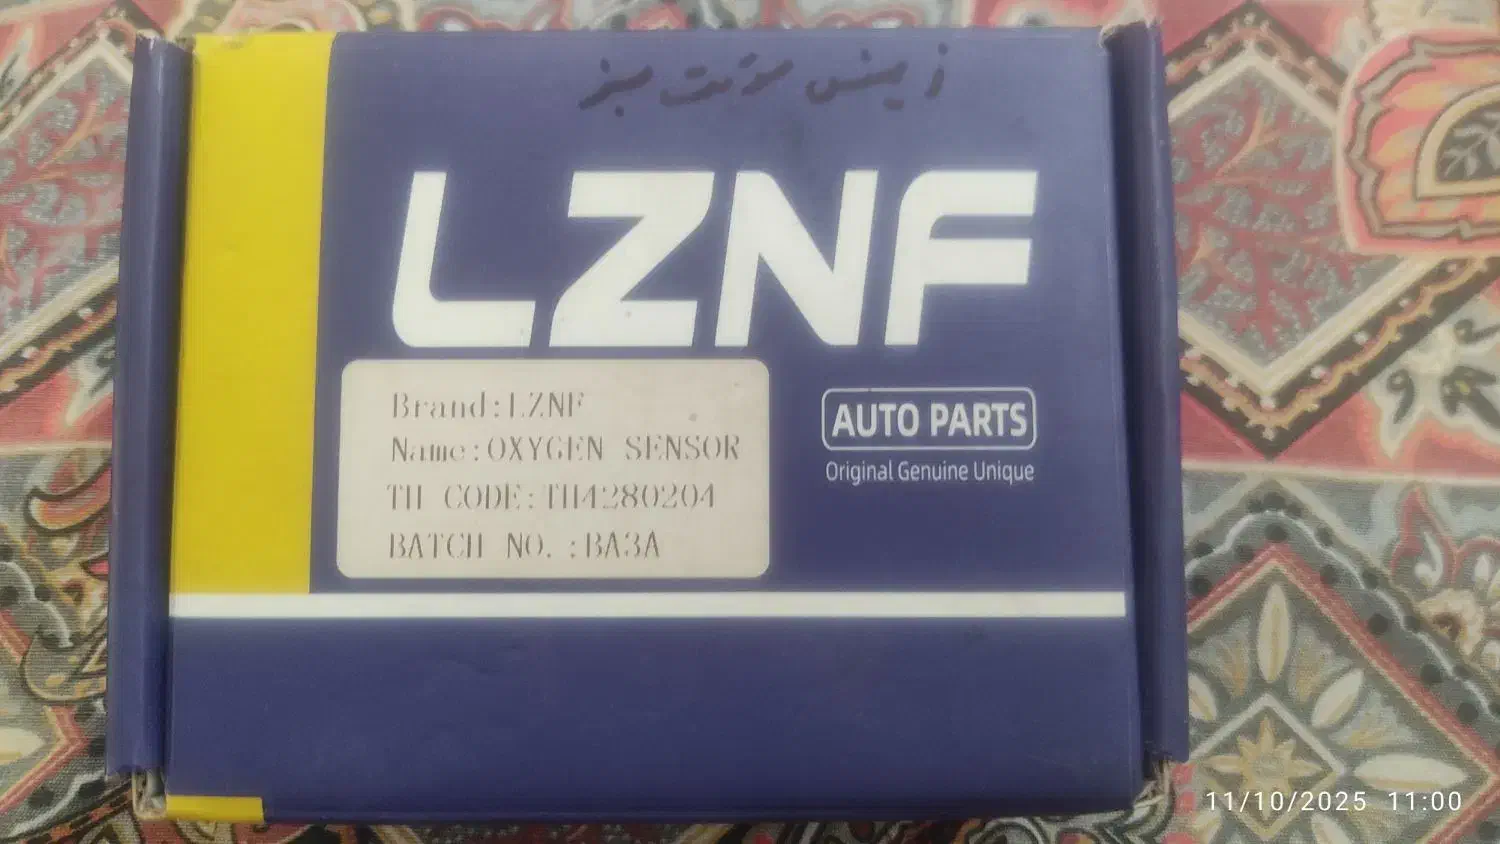 زیمنس سوکت سبز
LZNF
Brand:LZNF
Name:OXYGEN SENSOR
TH CODE:TH4280204
BATCH NO. :BA3A
AUTO PARTS
Original Genuine Unique
11/10/2025 11:00